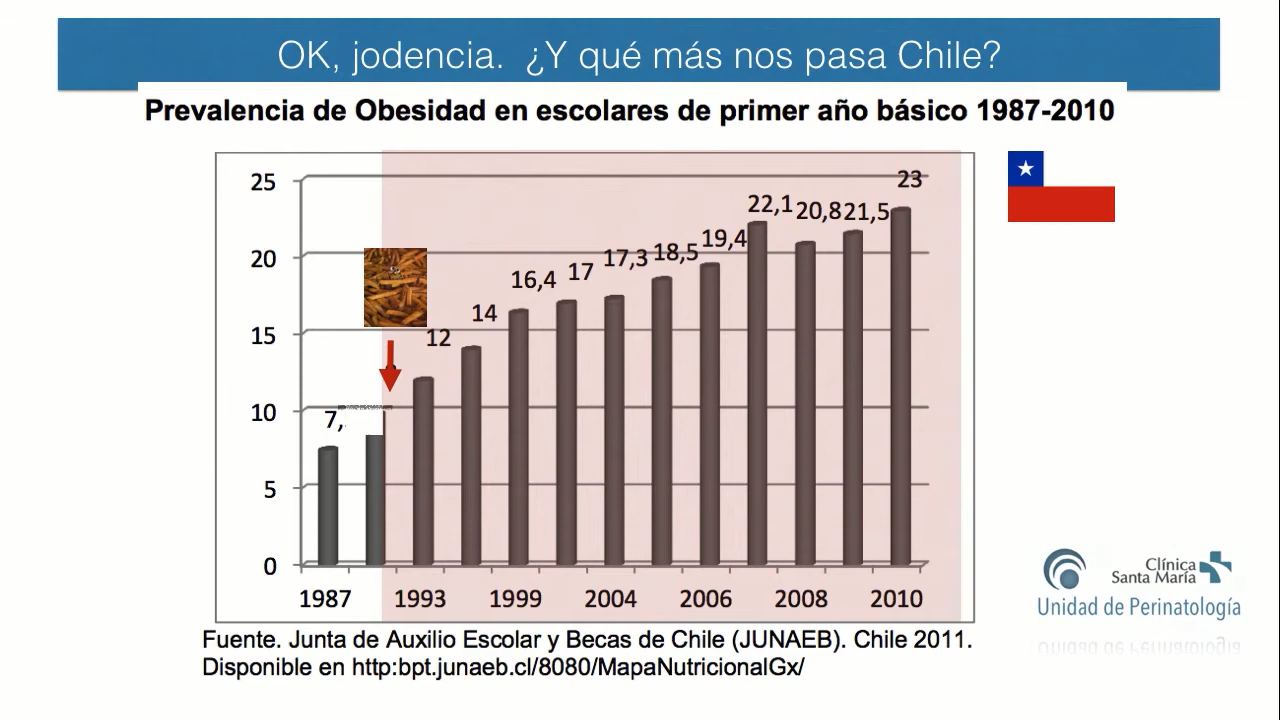 OK, jodencia. ¿Y qué más nos pasa Chile?
Prevalencia de Obesidad en escolares de primer año básico 1987-2010
25
20
15
10
5
0
7,
12
14
16,4
17
17,3
18,5
19,4
22,1
20,8
21,5
23
1987 1993 1999 2004 2006 2008 2010
Fuente. Junta de Auxilio Escolar y Becas de Chile (JUNAEB). Chile 2011.
Disponible en http:bpt.junaeb.cl/8080/MapaNutricionalGx/
Clínica
Santa María
Unidad de Perinatología